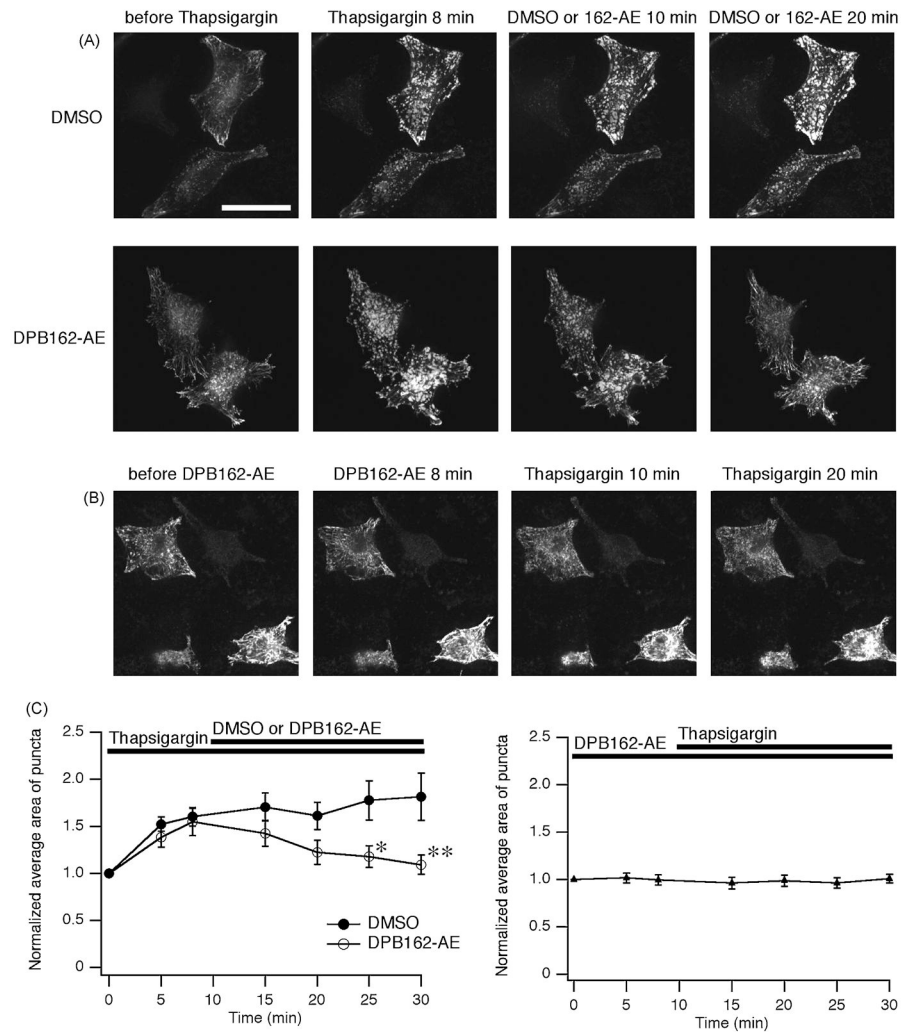 before Thapsigargin Thapsigargin 8 min DMSO or 162-AE 10 min DMSO or 162-AE 20 min
(A)
DMSO
DPB162-AE
before DPB162-AE DPB162-AE 8 min Thapsigargin 10 min Thapsigargin 20 min
(B)
(C)
Normalized average area of puncta
2.5
2.0
1.5
1.0
0.5
0
Thapsigargin
DMSO or DPB162-AE
*
**
DMSO
DPB162-AE
0 5 10 15 20 25 30
Time (min)
Normalized average area of puncta
2.5
2.0
1.5
1.0
0.5
0
DPB162-AE
Thapsigargin
0 5 10 15 20 25 30
Time (min)